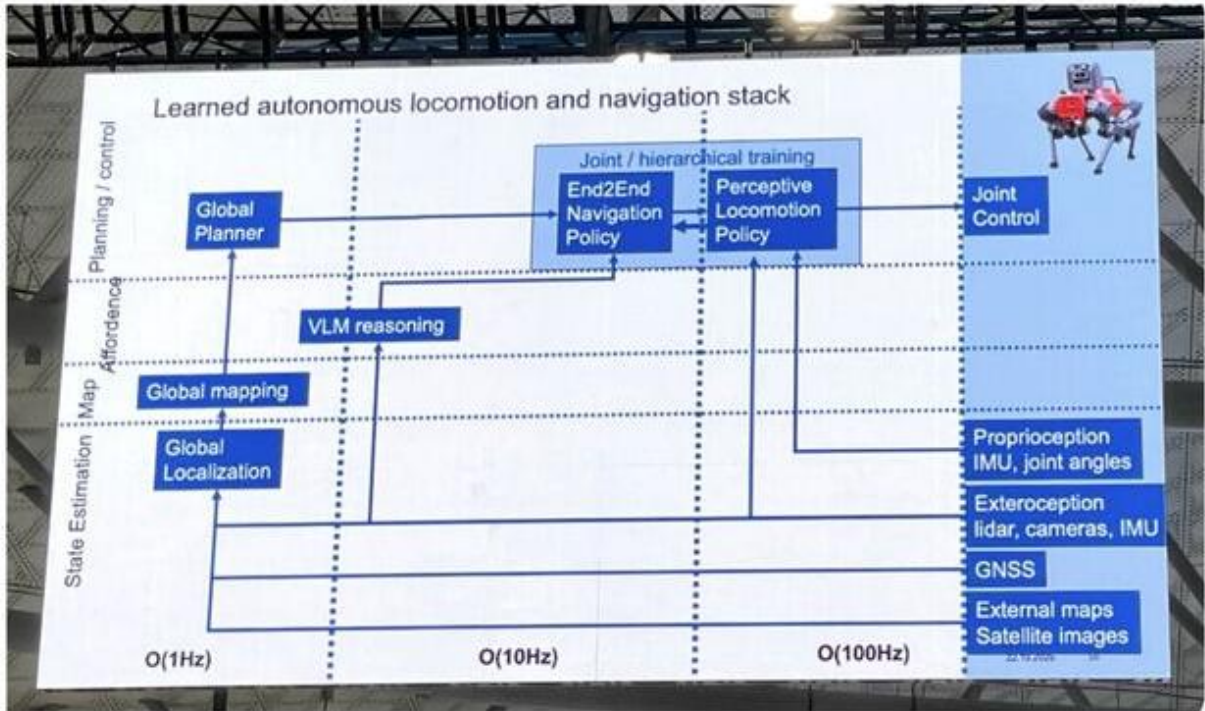 Learned autonomous locomotion and navigation stack
Planning / control
Affordence
Map
State Estimation
Joint / hierarchical training
Global
Planner
End2End
Navigation
Policy
Perceptive
Locomotion
Policy
Joint
Control
VLM reasoning
Global mapping
Global
Localization
Proprioception
IMU, joint angles
Exteroception
lidar, cameras, IMU
GNSS
External maps
Satellite images
O(1Hz)
O(10Hz)
O(100Hz)